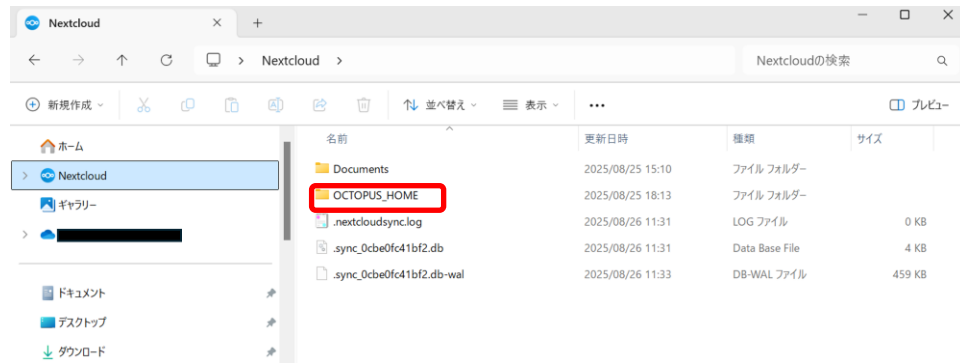 Nextcloud
Nextcloud
Nextcloudの検索
新規作成
並べ替え
表示
プレビュー
ホーム
Nextcloud
ギャラリー
ドキュメント
デスクトップ
ダウンロード
名前 更新日時 種類 サイズ
Documents 2025/08/25 15:10 ファイル フォルダー
OCTOPUS_HOME 2025/08/25 18:13 ファイル フォルダー
.nextcloudsync.log 2025/08/26 11:31 LOG ファイル 0 KB
.sync_0cbe0fc41bf2.db 2025/08/26 11:31 Data Base File 4 KB
.sync_0cbe0fc41bf2.db-wal 2025/08/26 11:33 DB-WAL ファイル 459 KB